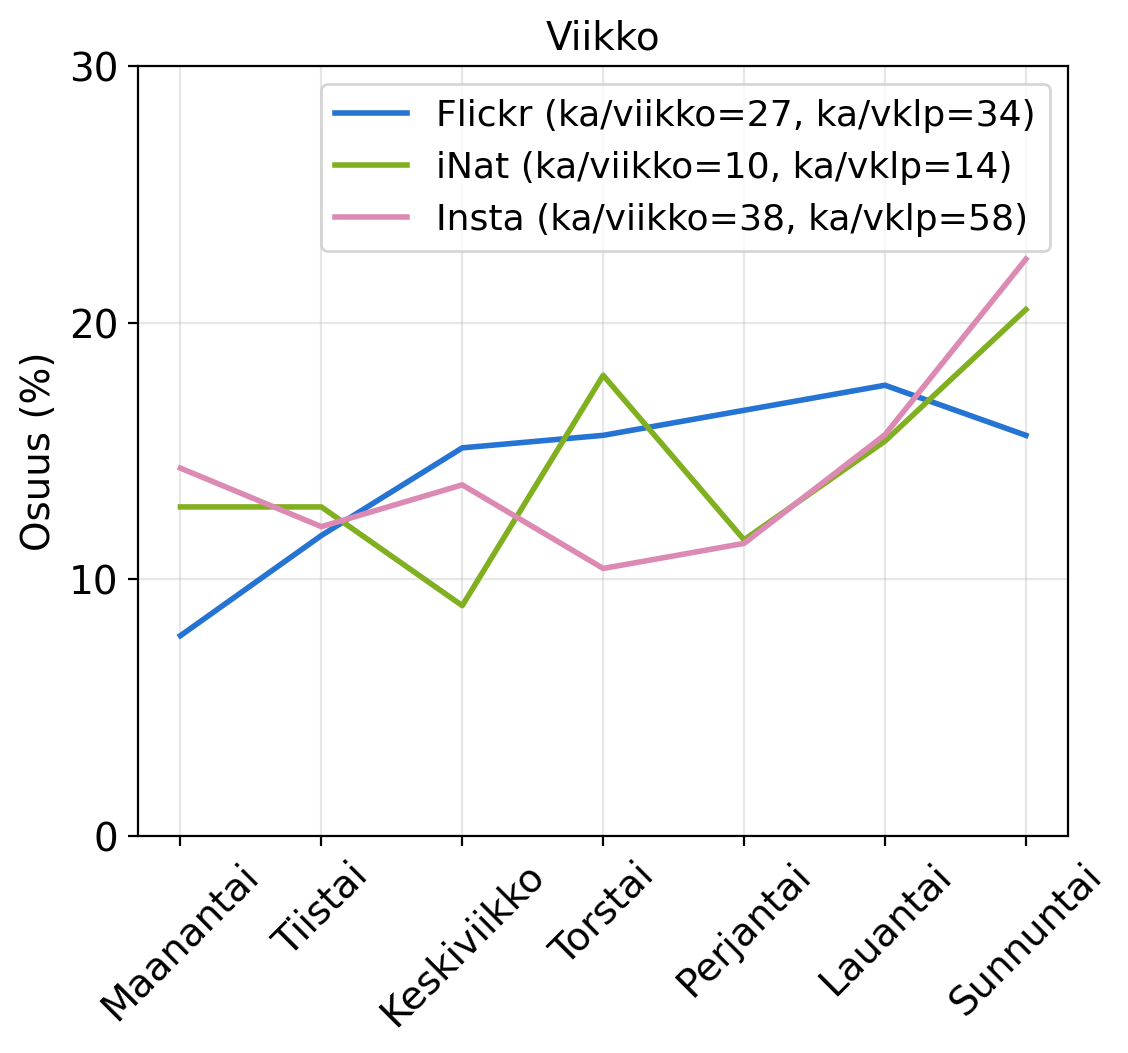 Viikko
Flickr (ka/viikko=27, ka/vklp=34)
iNat (ka/viikko=10, ka/vklp=14)
Insta (ka/viikko=38, ka/vklp=58)
Osuus (%)
30
20
10
0
Maanantai
Tiistai
Keskiviikko
Torstai
Perjantai
Lauantai
Sunnuntai